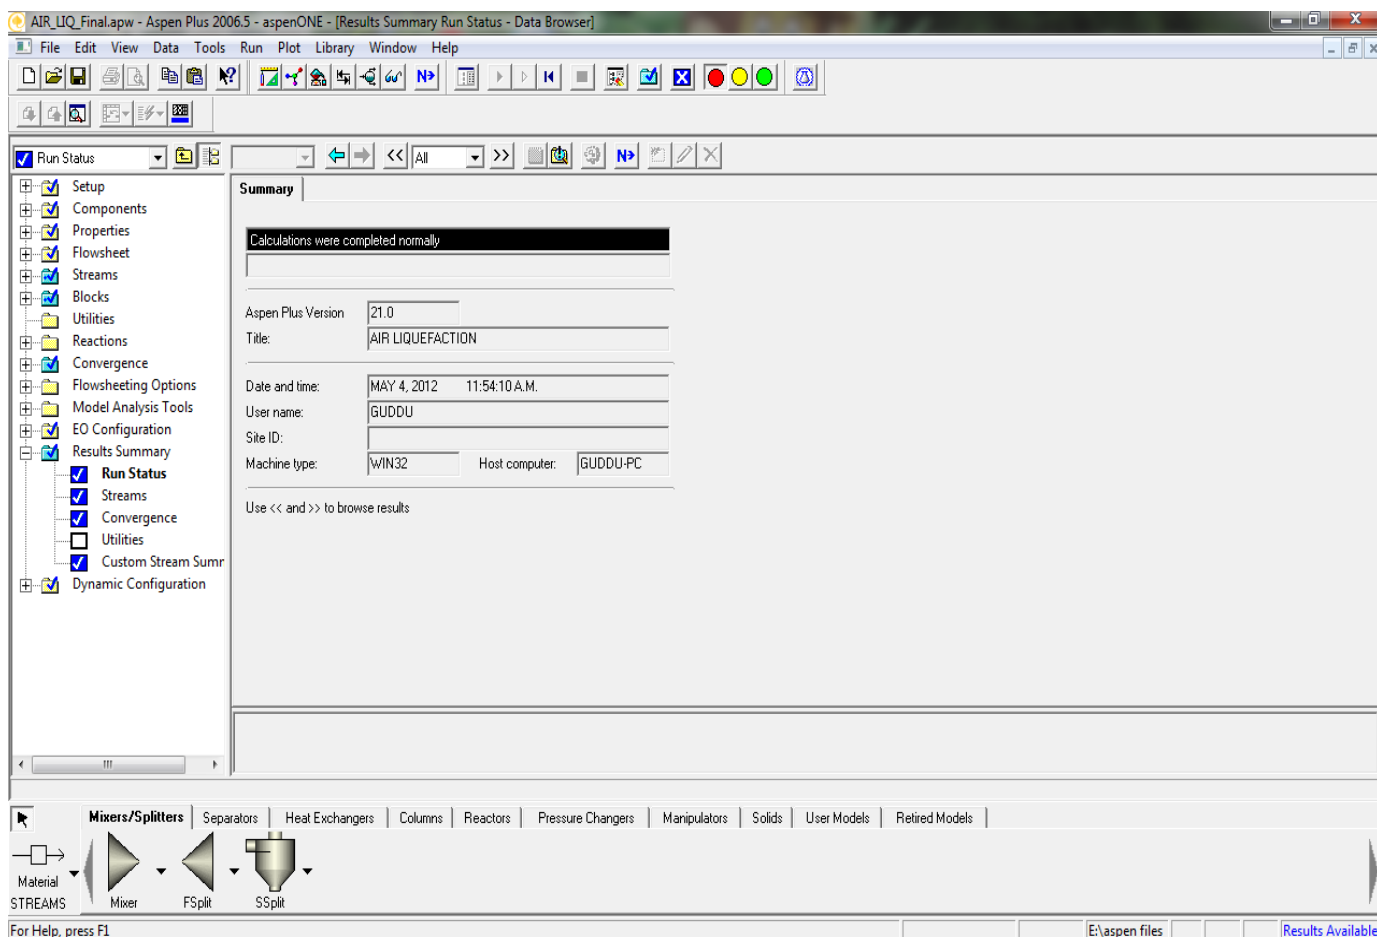 AIR_LIQ_Final.apw - Aspen Plus 2006.5 - aspenONE - [Results Summary Run Status - Data Browser]
File Edit View Data Tools Run Plot Library Window Help
N>
Run Status
<< All >> N>
Setup
Components
Properties
Flowsheet
Streams
Blocks
Utilities
Reactions
Convergence
Flowsheeting Options
Model Analysis Tools
EO Configuration
Results Summary
Run Status
Streams
Convergence
Utilities
Custom Stream Sumr
Dynamic Configuration
Summary
Calculations were completed normally
Aspen Plus Version 21.0
Title: AIR LIQUEFACTION
Date and time: MAY 4, 2012 11:54:10 A.M.
User name: GUDDU
Site ID:
Machine type: WIN32 Host computer: GUDDU-PC
Use << and >> to browse results
Mixers/Splitters Separators Heat Exchangers Columns Reactors Pressure Changers Manipulators Solids User Models Retired Models
Material
STREAMS
Mixer FSplit SSplit
For Help, press F1 E:\aspen files Results Available